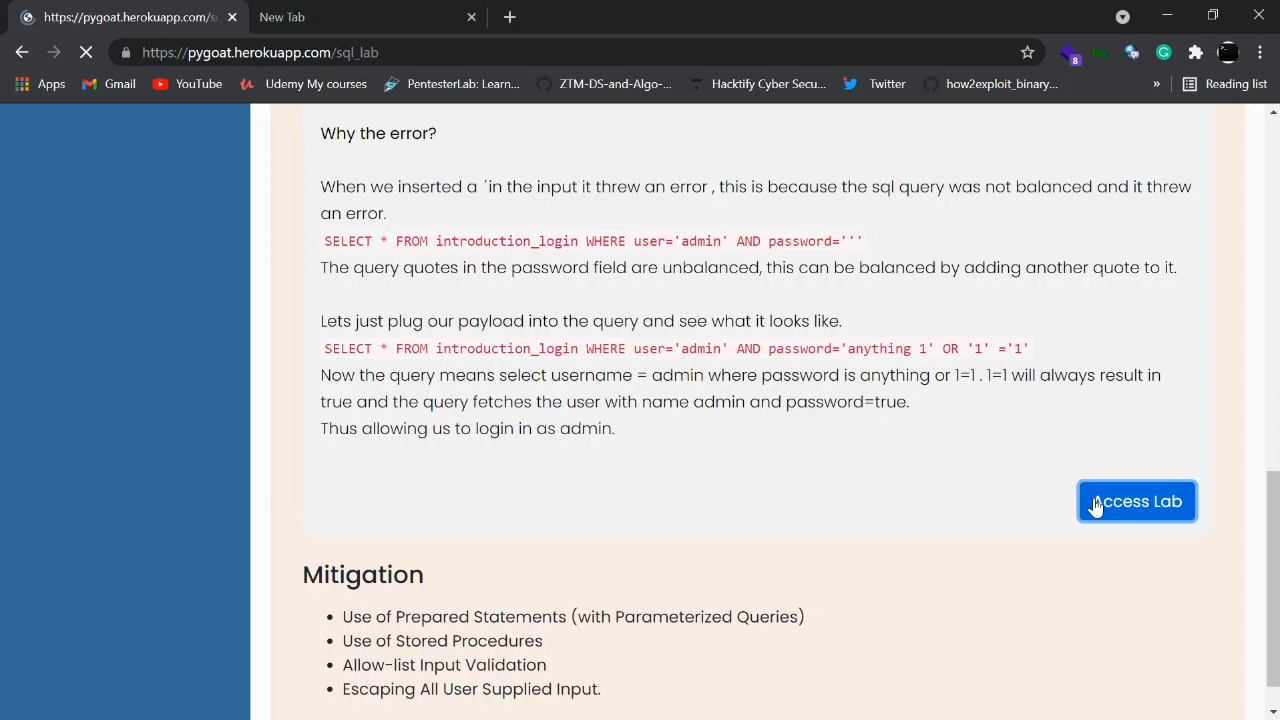 https://pygoat.herokuapp.com/s
New Tab
https://pygoat.herokuapp.com/sql_lab
8
Apps
Gmail
YouTube
Udemy My courses
PentesterLab: Learn...
ZTM-DS-and-Algo-...
Hacktify Cyber Secu...
Twitter
how2exploit_binary...
»
Reading list
Why the error?
When we inserted a ´in the input it threw an error , this is because the sql query was not balanced and it threw
an error.
SELECT * FROM introduction_login WHERE user='admin' AND password='''
The query quotes in the password field are unbalanced, this can be balanced by adding another quote to it.
Lets just plug our payload into the query and see what it looks like.
SELECT * FROM introduction_login WHERE user='admin' AND password='anything 1' OR '1' ='1'
Now the query means select username = admin where password is anything or 1=1 . 1=1 will always result in
true and the query fetches the user with name admin and password=true.
Thus allowing us to login in as admin.
Access Lab
Mitigation
• Use of Prepared Statements (with Parameterized Queries)
• Use of Stored Procedures
• Allow-list Input Validation
• Escaping All User Supplied Input.